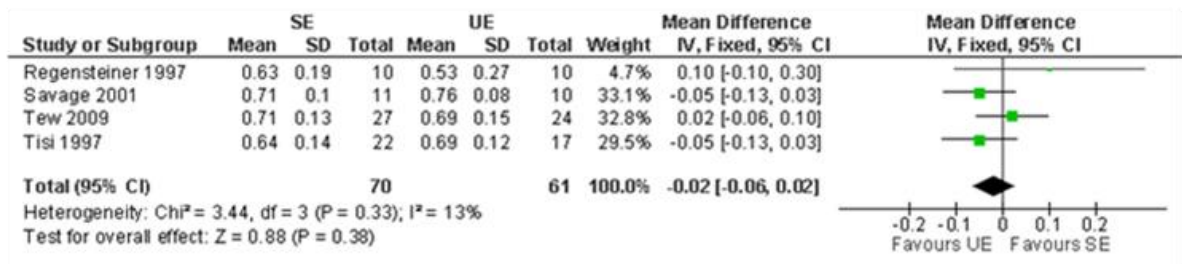 SE UE Mean Difference Mean Difference
Study or Subgroup Mean SD Total Mean SD Total Weight IV, Fixed, 95% CI IV, Fixed, 95% CI
Regensteiner 1997 0.63 0.19 10 0.53 0.27 10 4.7% 0.10 [-0.10, 0.30]
Savage 2001 0.71 0.1 11 0.76 0.08 10 33.1% -0.05 [-0.13, 0.03]
Tew 2009 0.71 0.13 27 0.69 0.15 24 32.8% 0.02 [-0.06, 0.10]
Tisi 1997 0.64 0.14 22 0.69 0.12 17 29.5% -0.05 [-0.13, 0.03]
Total (95% CI) 70 61 100.0% -0.02 [-0.06, 0.02]
Heterogeneity: Chi² = 3.44, df = 3 (P = 0.33); I² = 13%
Test for overall effect: Z = 0.88 (P = 0.38)
-0.2 -0.1 0 0.1 0.2
Favours UE Favours SE